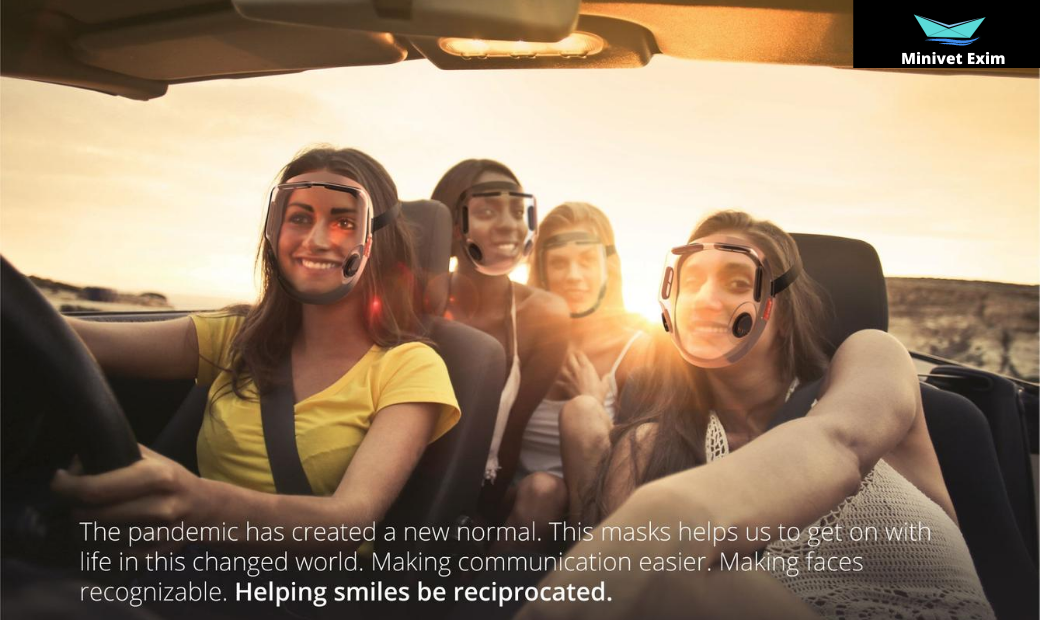 Minivet Exim
The pandemic has created a new normal. This masks helps us to get on with
life in this changed world. Making communication easier. Making faces
recognizable. Helping smiles be reciprocated.